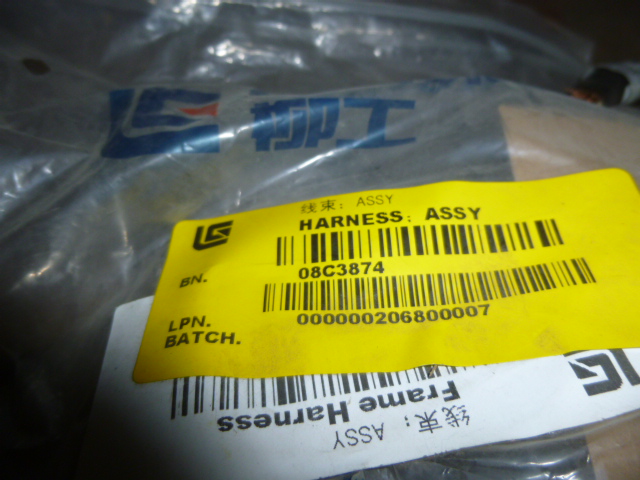 柳工
线束: ASSY
HARNESS: ASSY
BN.
08C3874
LPN.
000000206800007
BATCH.
线束: ASSY
Frame Harness